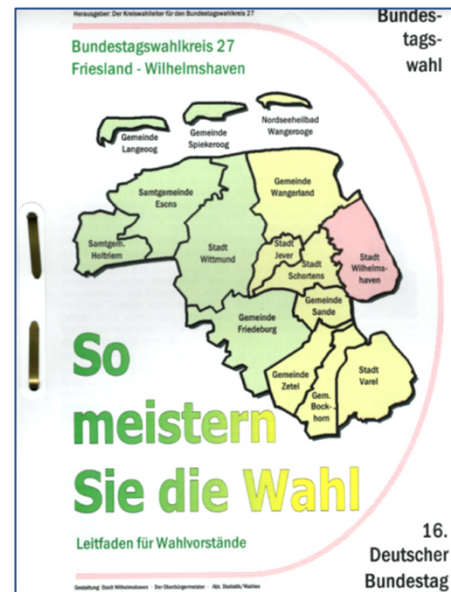 Herausgeber: Der Kreiswahlleiter für den Bundestagswahlkreis 27
Bundes-
tags-
wahl
Bundestagswahlkreis 27
Friesland - Wilhelmshaven
Gemeinde
Langeoog
Gemeinde
Spiekeroog
Nordseeheilbad
Wangerooge
Samtgemeinde
Esens
Gemeinde
Wangerland
Samtgem.
Holtriem
Stadt
Wittmund
Stadt
Jever
Stadt
Schortens
Stadt
Wilhelms-
haven
Gemeinde
Sande
Gemeinde
Friedeburg
Gemeinde
Zetel
Gem.
Bock-
horn
Stadt
Varel
So
meistern
Sie die Wahl
Leitfaden für Wahlvorstände
16.
Deutscher
Bundestag
Gestaltung: Stadt Wilhelmshaven - Der Oberbürgermeister - Abt. Statistik/Wahlen